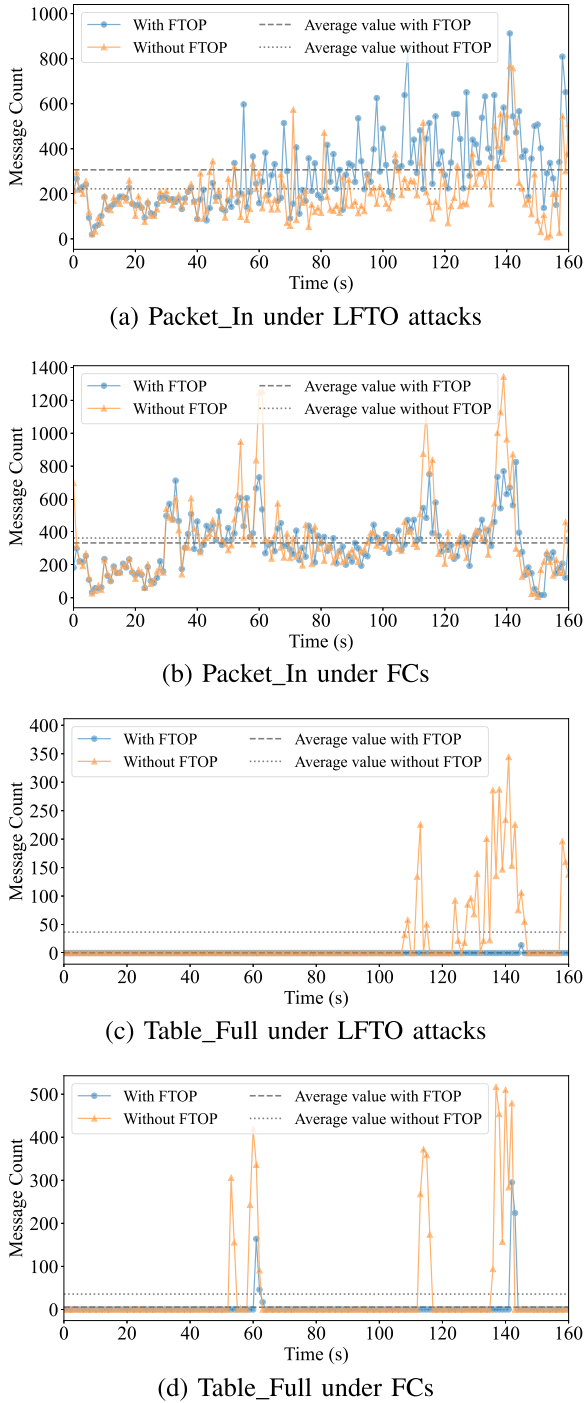 1000
800
600
400
200
0
Message Count
With FTOP
Average value with FTOP
Without FTOP
Average value without FTOP
0 20 40 60 80 100 120 140 160
Time (s)
(a) Packet_In under LFTO attacks
1400
1200
1000
800
600
400
200
0
Message Count
With FTOP
Average value with FTOP
Without FTOP
Average value without FTOP
0 20 40 60 80 100 120 140 160
Time (s)
(b) Packet_In under FCs
400
350
300
250
200
150
100
50
0
Message Count
With FTOP
Average value with FTOP
Without FTOP
Average value without FTOP
0 20 40 60 80 100 120 140 160
Time (s)
(c) Table_Full under LFTO attacks
500
400
300
200
100
0
Message Count
With FTOP
Average value with FTOP
Without FTOP
Average value without FTOP
0 20 40 60 80 100 120 140 160
Time (s)
(d) Table_Full under FCs